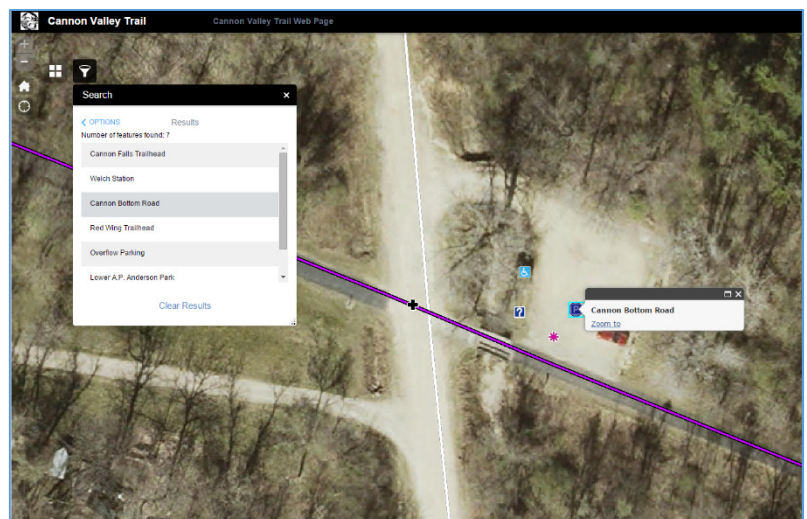 Cannon Valley Trail
Cannon Valley Trail Web Page
Search
OPTIONS
Results
Number of features found: 7
Cannon Falls Trailhead
Welch Station
Cannon Bottom Road
Red Wing Trailhead
Overflow Parking
Lower A.P. Anderson Park
Clear Results
?
P
Cannon Bottom Road
Zoom to